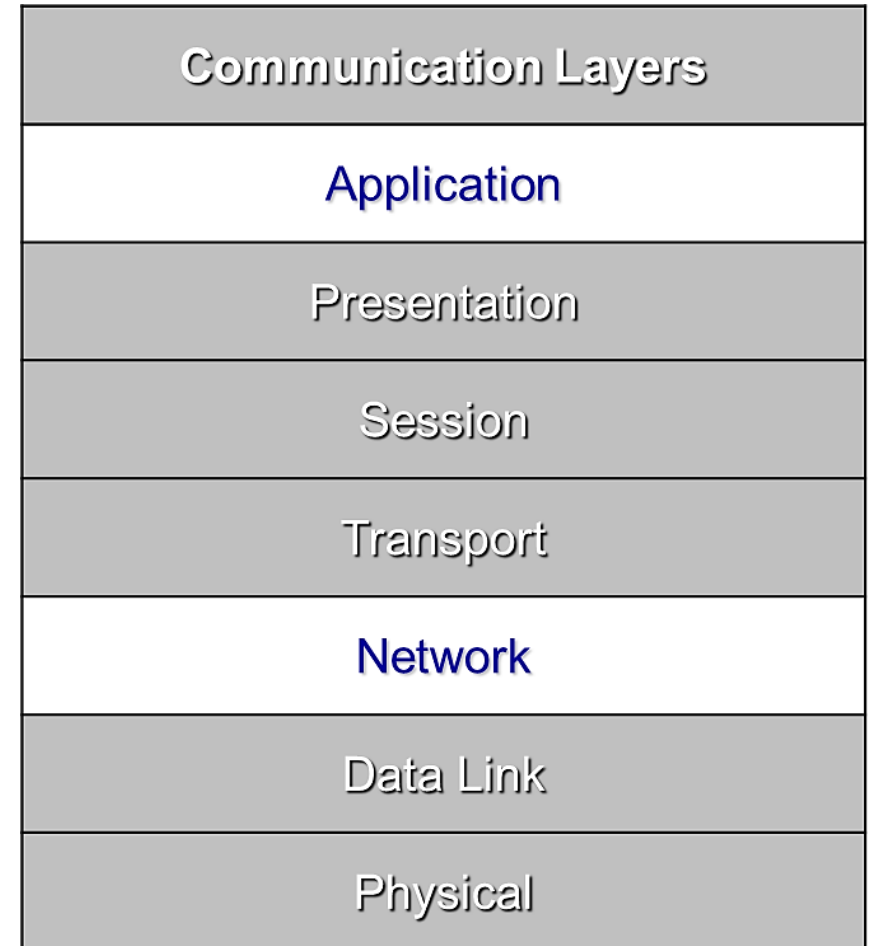 Communication Layers
Application
Presentation
Session
Transport
Network
Data Link
Physical